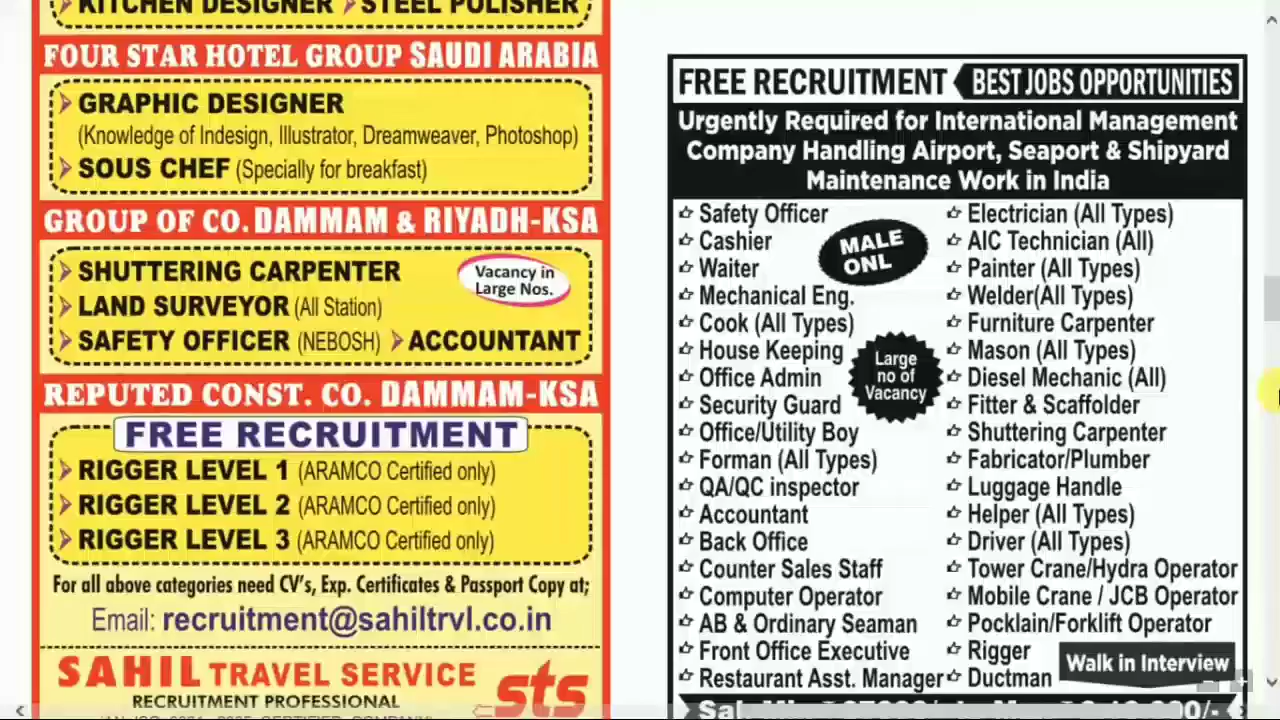 KITCHEN DESIGNER STEEL POLISHER
FOUR STAR HOTEL GROUP SAUDI ARABIA
GRAPHIC DESIGNER
(Knowledge of Indesign, Illustrator, Dreamweaver, Photoshop)
SOUS CHEF (Specially for breakfast)
GROUP OF CO. DAMMAM & RIYADH-KSA
SHUTTERING CARPENTER
Vacancy in
Large Nos.
LAND SURVEYOR (All Station)
SAFETY OFFICER (NEBOSH) ACCOUNTANT
REPUTED CONST. CO. DAMMAM-KSA
FREE RECRUITMENT
RIGGER LEVEL 1 (ARAMCO Certified only)
RIGGER LEVEL 2 (ARAMCO Certified only)
RIGGER LEVEL 3 (ARAMCO Certified only)
For all above categories need CV's, Exp. Certificates & Passport Copy at;
Email: recruitment@sahiltrvl.co.in
SAHIL TRAVEL SERVICE
RECRUITMENT PROFESSIONAL
sts
FREE RECRUITMENT BEST JOBS OPPORTUNITIES
Urgently Required for International Management
Company Handling Airport, Seaport & Shipyard
Maintenance Work in India
Safety Officer
Cashier
Waiter
Mechanical Eng.
Cook (All Types)
House Keeping
Office Admin
Security Guard
Office/Utility Boy
Forman (All Types)
QA/QC inspector
Accountant
Back Office
Counter Sales Staff
Computer Operator
AB & Ordinary Seaman
Front Office Executive
Restaurant Asst. Manager
MALE
ONL
Large
no of
Vacancy
Electrician (All Types)
AIC Technician (All)
Painter (All Types)
Welder(All Types)
Furniture Carpenter
Mason (All Types)
Diesel Mechanic (All)
Fitter & Scaffolder
Shuttering Carpenter
Fabricator/Plumber
Luggage Handle
Helper (All Types)
Driver (All Types)
Tower Crane/Hydra Operator
Mobile Crane / JCB Operator
Pocklain/Forklift Operator
Rigger
Ductman
Walk in Interview